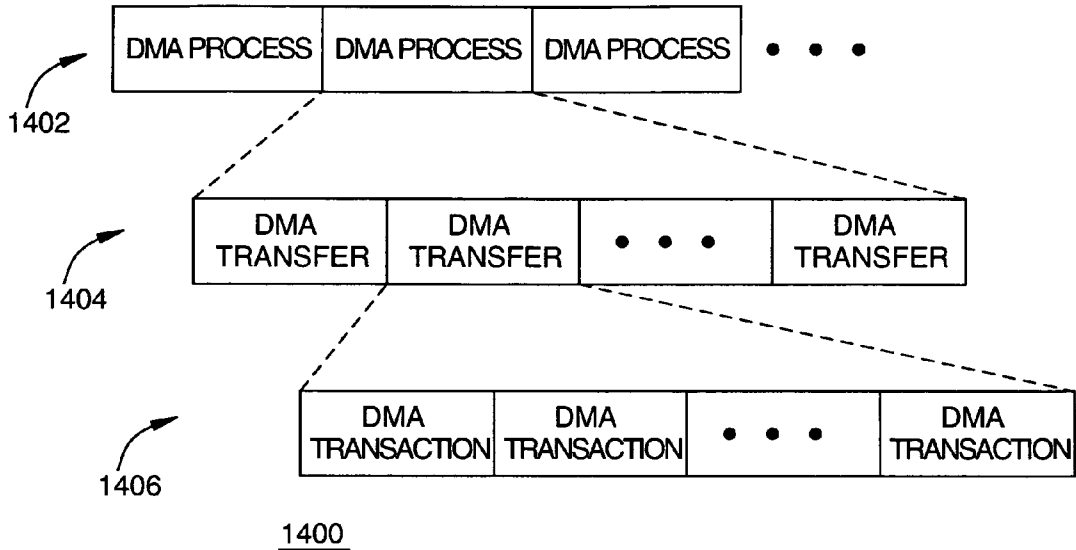 DMA PROCESS DMA PROCESS DMA PROCESS
1402
DMA TRANSFER DMA TRANSFER DMA TRANSFER
1404
DMA TRANSACTION DMA TRANSACTION DMA TRANSACTION
1406
1400